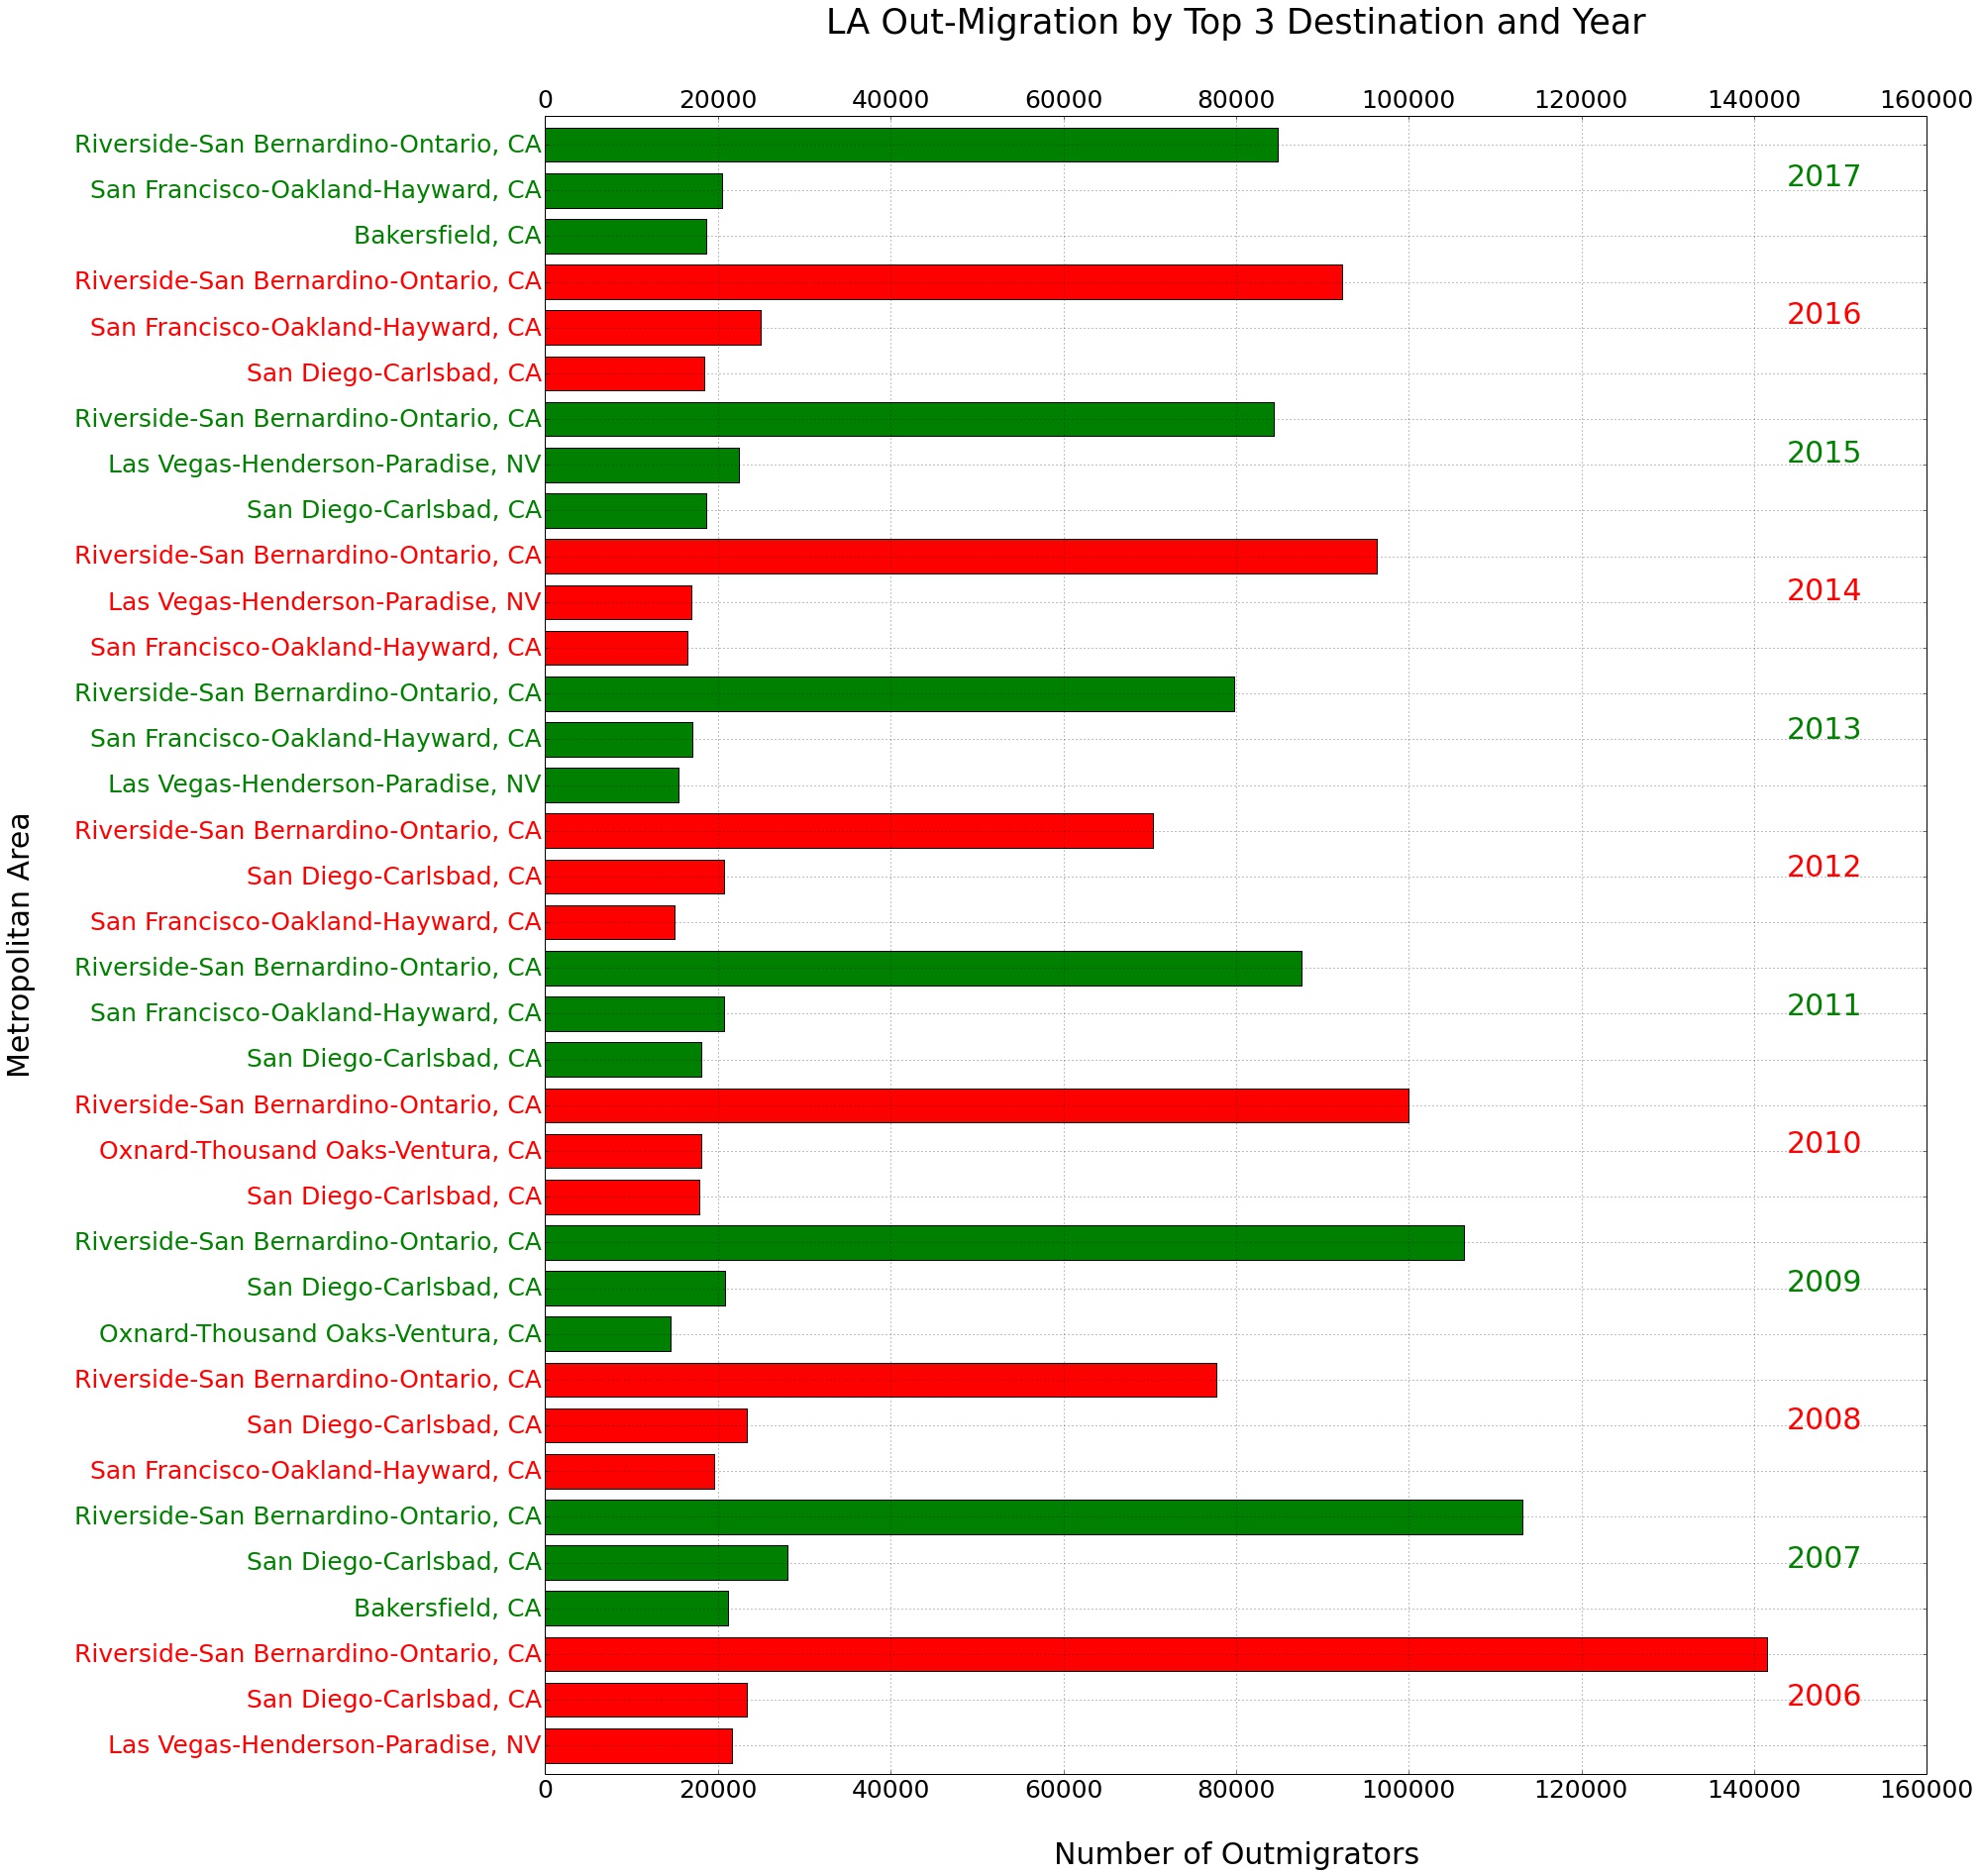 LA Out-Migration by Top 3 Destination and Year
0 20000 40000 60000 80000 100000 120000 140000 160000
Riverside-San Bernardino-Ontario, CA
San Francisco-Oakland-Hayward, CA
2017
Bakersfield, CA
Riverside-San Bernardino-Ontario, CA
San Francisco-Oakland-Hayward, CA
2016
San Diego-Carlsbad, CA
Riverside-San Bernardino-Ontario, CA
Las Vegas-Henderson-Paradise, NV
2015
San Diego-Carlsbad, CA
Riverside-San Bernardino-Ontario, CA
Las Vegas-Henderson-Paradise, NV
2014
San Francisco-Oakland-Hayward, CA
Riverside-San Bernardino-Ontario, CA
San Francisco-Oakland-Hayward, CA
2013
Las Vegas-Henderson-Paradise, NV
Riverside-San Bernardino-Ontario, CA
San Diego-Carlsbad, CA
2012
San Francisco-Oakland-Hayward, CA
Riverside-San Bernardino-Ontario, CA
San Francisco-Oakland-Hayward, CA
2011
San Diego-Carlsbad, CA
Riverside-San Bernardino-Ontario, CA
Oxnard-Thousand Oaks-Ventura, CA
2010
San Diego-Carlsbad, CA
Riverside-San Bernardino-Ontario, CA
San Diego-Carlsbad, CA
2009
Oxnard-Thousand Oaks-Ventura, CA
Riverside-San Bernardino-Ontario, CA
San Diego-Carlsbad, CA
2008
San Francisco-Oakland-Hayward, CA
Riverside-San Bernardino-Ontario, CA
San Diego-Carlsbad, CA
2007
Bakersfield, CA
Riverside-San Bernardino-Ontario, CA
San Diego-Carlsbad, CA
2006
Las Vegas-Henderson-Paradise, NV
0 20000 40000 60000 80000 100000 120000 140000 160000
Number of Outmigrators
Metropolitan Area